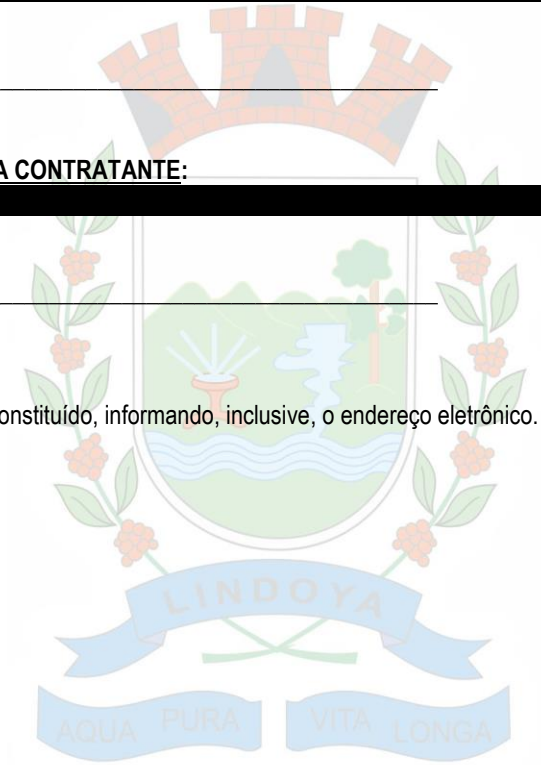 A CONTRATANTE:
onstituído, informando, inclusive, o endereço eletrônico.
LINDOYA
AQUA PURA VITA LONGA